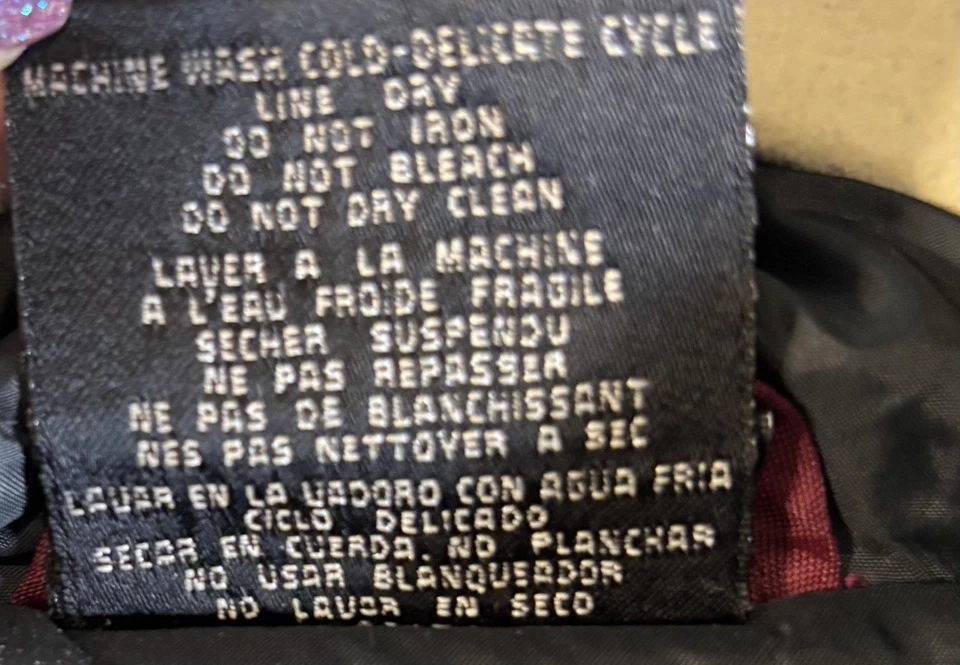 MACHINE WASH COLD-DELICATE CYCLE
LINE DRY
DO NOT IRON
DO NOT BLEACH
DO NOT DRY CLEAN
LAVER A LA MACHINE
A L'EAU FROIDE FRAGILE
SECHER SUSPENDU
NE PAS REPASSER
NE PAS DE BLANCHISSANT
NES PAS NETTOYER A SEC
LAVAR EN LA VADORO CON AGUA FRIA
CICLO DELICADO
SECAR EN CUERDA. NO PLANCHAR
NO USAR BLANQUEADOR
NO LAVAR EN SECO